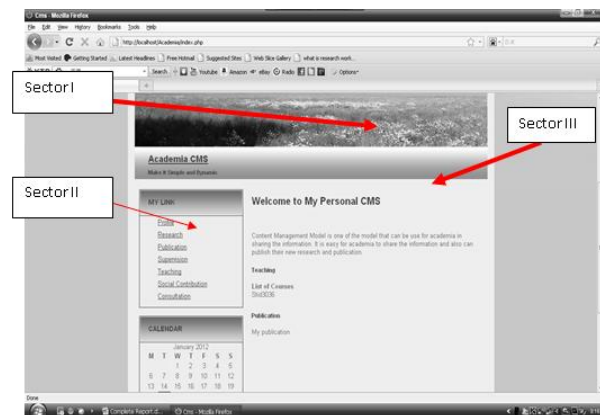 Cms - Mozilla Firefox
File Edit View History Bookmarks Tools Help
http://localhost/Academia/index.php
Most Visited Getting Started Latest Headlines Free Hotmail Suggested Sites Web Slice Gallery what is research work...
Search Youtube Amazon eBay Radio Options
Sector I
Sector III
Academia CMS
Make it Simple and Dynamic
Sector II
MY LINK
Profile
Research
Publication
Supervision
Teaching
Social Contribution
Consultation
Welcome to My Personal CMS
Content Management Model is one of the model that can be use for academia in
sharing the information. It is easy for academia to share the information and also can
publish their new research and publication.
Teaching
List of Courses
Publication
My publication
CALENDAR
January 2012
M T W T F S S
1 2 3 4 5
6 7 8 9 10 11 12
13 14 15 16 17 18 19
Done
Complete Report.d... Cms - Mozilla Firefox